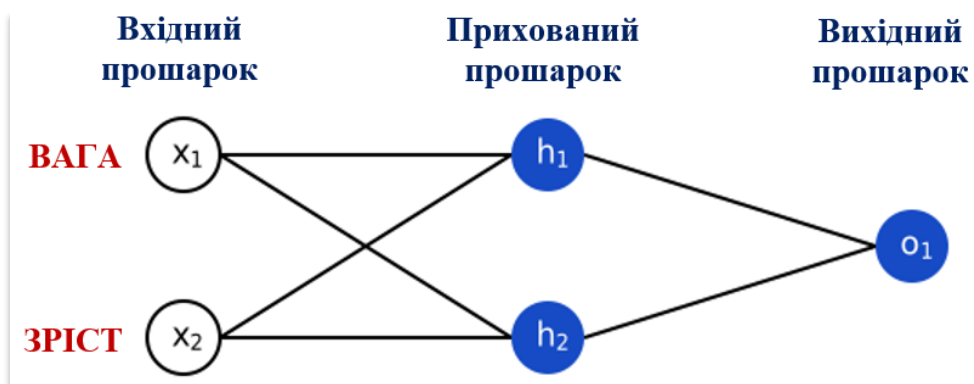 Вхідний
прошарок
Прихований
прошарок
Вихідний
прошарок
ВАГА
x₁
h₁
o₁
ЗРІСТ
x₂
h₂